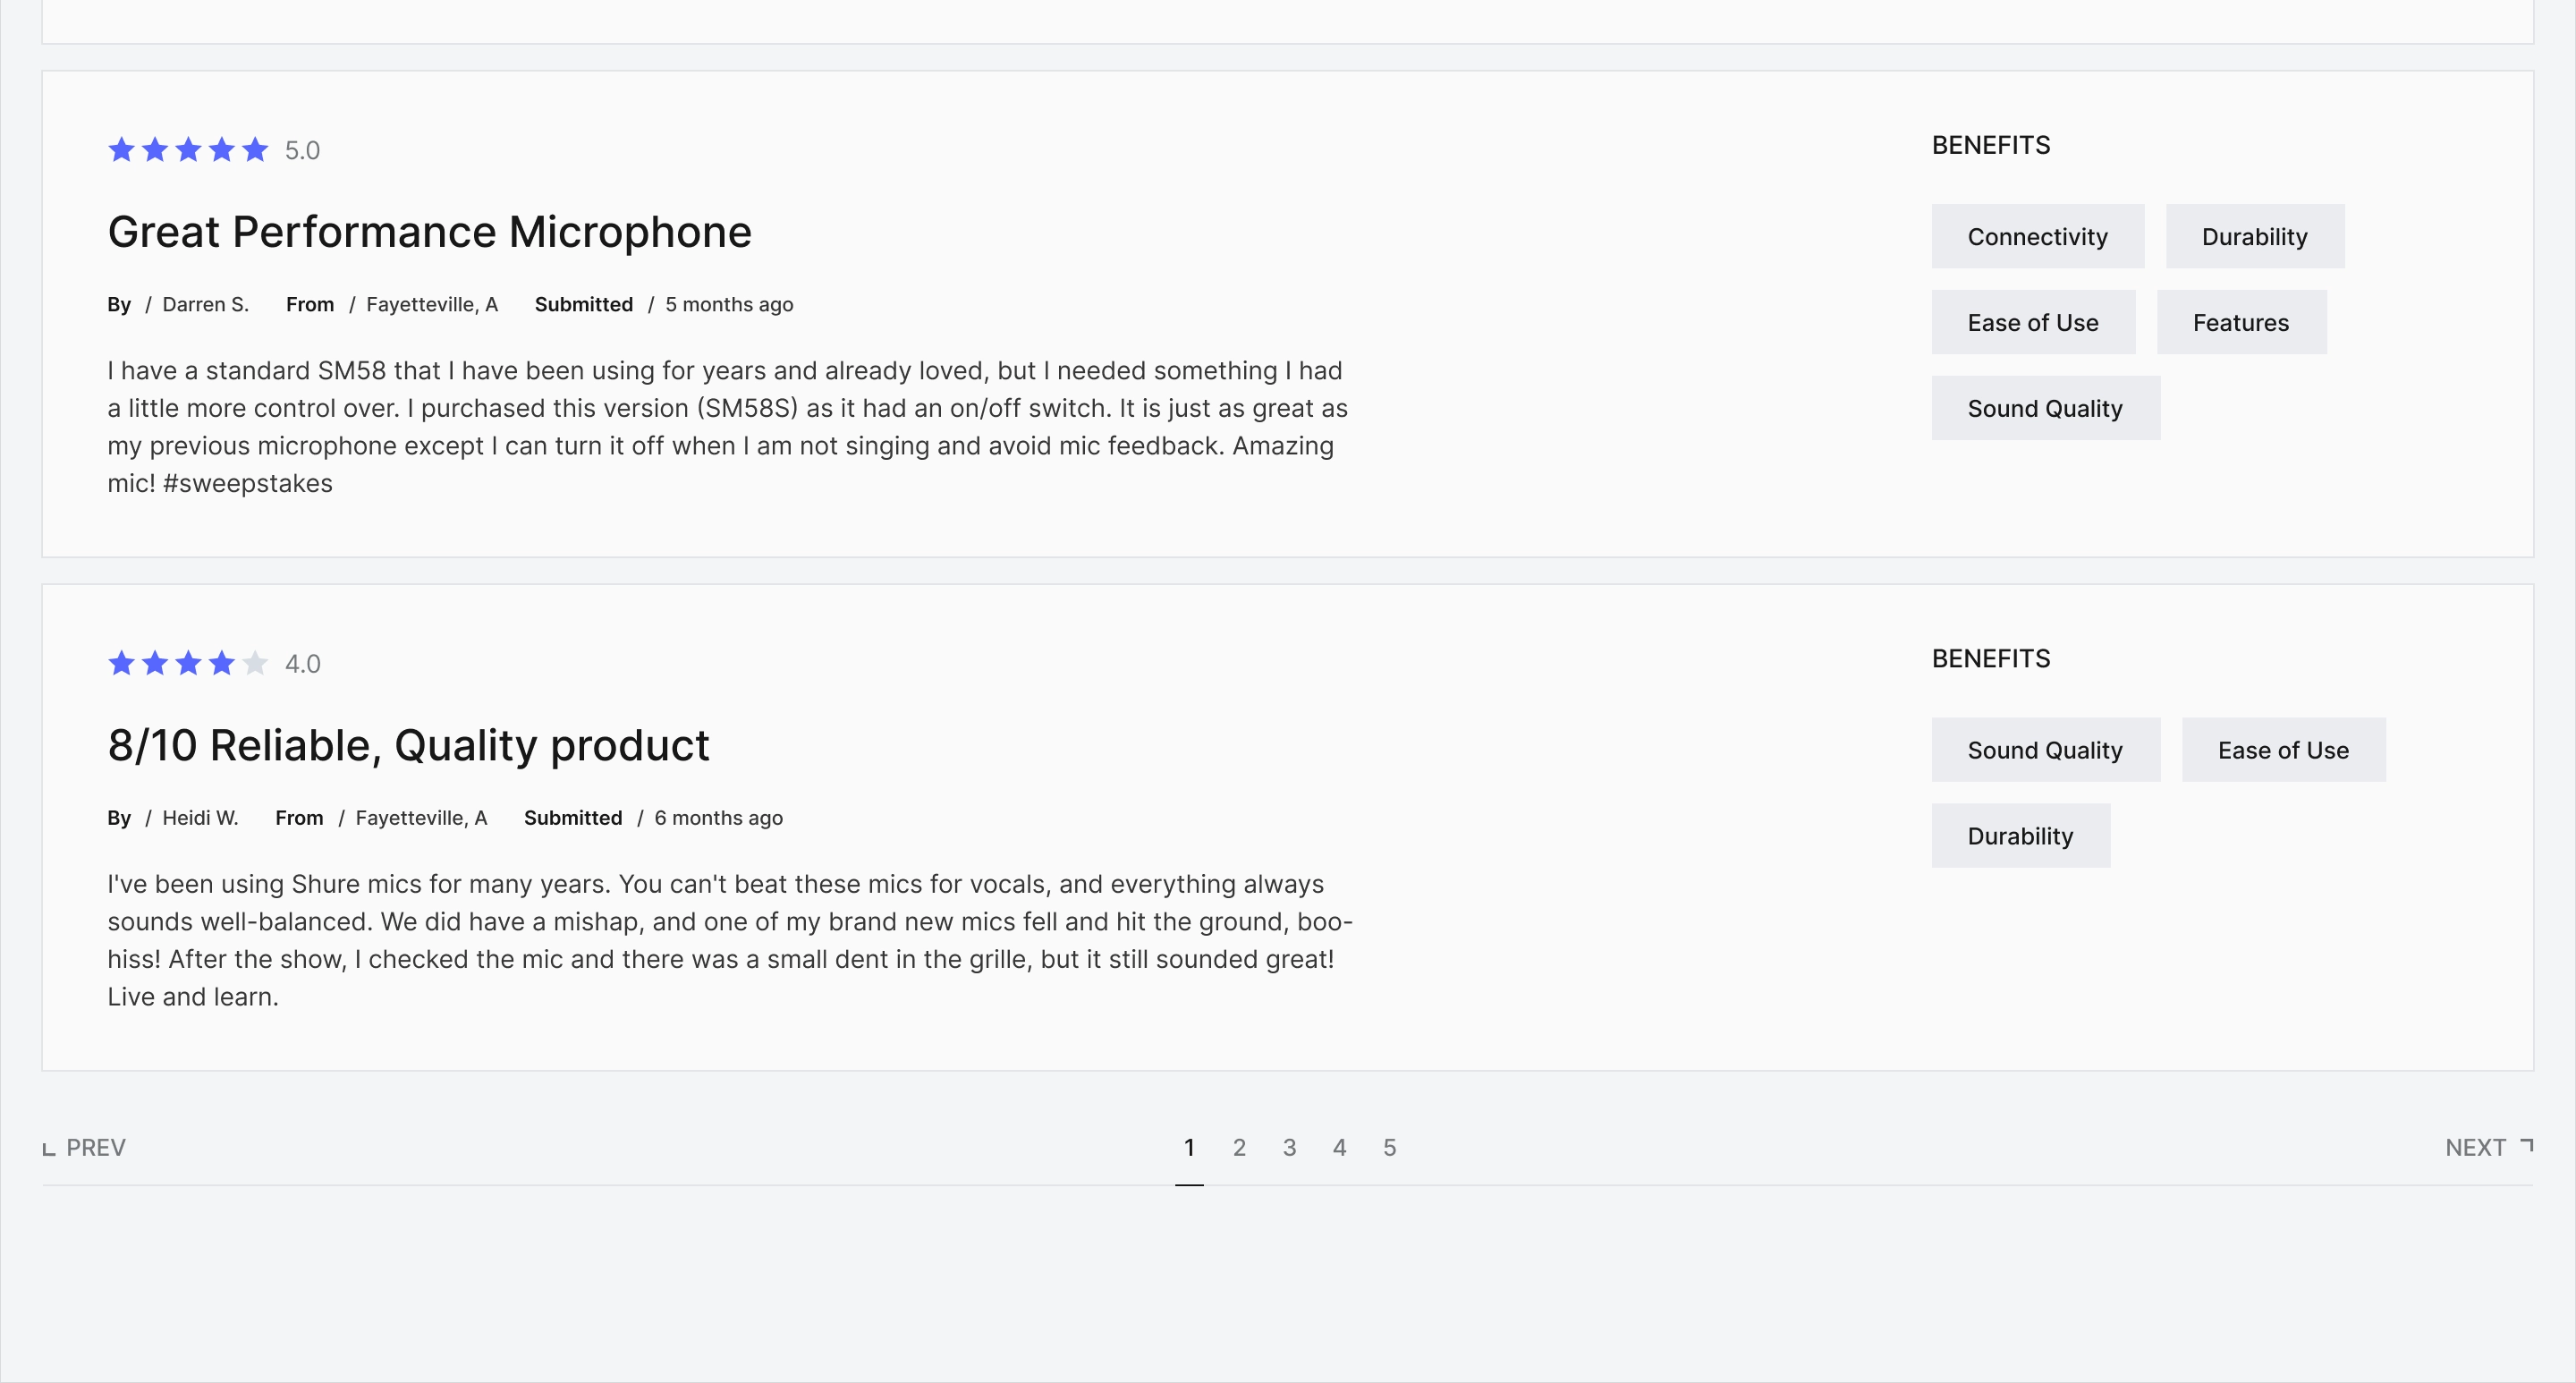 5.0
Great Performance Microphone
By / Darren S. From / Fayetteville, A Submitted / 5 months ago
I have a standard SM58 that I have been using for years and already loved, but I needed something I had
a little more control over. I purchased this version (SM58S) as it had an on/off switch. It is just as great as
my previous microphone except I can turn it off when I am not singing and avoid mic feedback. Amazing
mic! #sweepstakes
BENEFITS
Connectivity Durability
Ease of Use Features
Sound Quality
4.0
8/10 Reliable, Quality product
By / Heidi W. From / Fayetteville, A Submitted / 6 months ago
I've been using Shure mics for many years. You can't beat these mics for vocals, and everything always
sounds well-balanced. We did have a mishap, and one of my brand new mics fell and hit the ground, boo-
hiss! After the show, I checked the mic and there was a small dent in the grille, but it still sounded great!
Live and learn.
BENEFITS
Sound Quality Ease of Use
Durability
PREV 1 2 3 4 5 NEXT